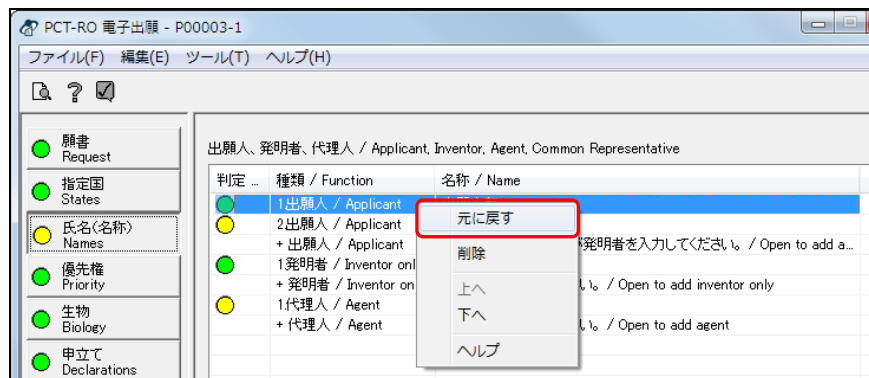 PCT-RO 電子出願 - P00003-1
ファイル(F) 編集(E) ツール(T) ヘルプ(H)
願書
Request
指定国
States
氏名(名称)
Names
優先権
Priority
生物
Biology
申立て
Declarations
出願人、発明者、代理人 / Applicant, Inventor, Agent, Common Representative
判定 ... 種類 / Function 名称 / Name
1出願人 / Applicant
2出願人 / Applicant
+ 出願人 / Applicant 発明者を入力してください。 / Open to add a...
1発明者 / Inventor onl
+ 発明者 / Inventor on い。 / Open to add inventor only
1代理人 / Agent
+ 代理人 / Agent い。 / Open to add agent
元に戻す
削除
上へ
下へ
ヘルプ